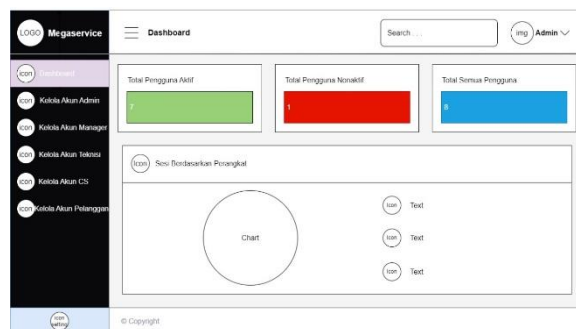 LOGO Megaservice
Dashboard
Search . . .
img Admin
icon Dashboard
icon Kelola Akun Admin
icon Kelola Akun Manager
icon Kelola Akun Teknisi
icon Kelola Akun CS
icon Kelola Akun Pelanggan
icon setting
Total Pengguna Aktif
7
Total Pengguna Nonaktif
1
Total Semua Pengguna
8
Icon Sesi Berdasarkan Perangkat
Chart
Icon Text
Icon Text
Icon Text
© Copyright